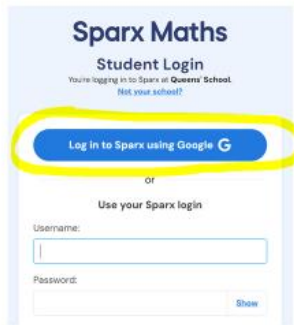 Sparx Maths
Student Login
You're logging in to Sparx at Queens' School.
Not your school?
Log in to Sparx using Google G
or
Use your Sparx login
Username:
Password:
Show